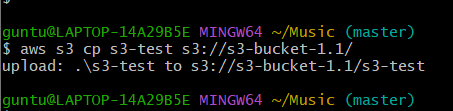 $
guntu@LAPTOP-14A29B5E MINGW64 ~/Music (master)
$ aws s3 cp s3-test s3://s3-bucket-1.1/
upload: .\s3-test to s3://s3-bucket-1.1/s3-test
guntu@LAPTOP-14A29B5E MINGW64 ~/Music (master)